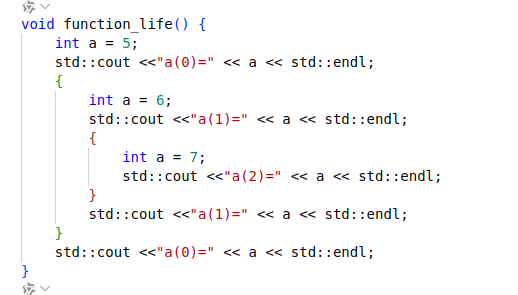 void function_life() {
    int a = 5;
    std::cout <<"a(0)=" << a << std::endl;
    {
        int a = 6;
        std::cout <<"a(1)=" << a << std::endl;
        {
            int a = 7;
            std::cout <<"a(2)=" << a << std::endl;
        }
        std::cout <<"a(1)=" << a << std::endl;
    }
    std::cout <<"a(0)=" << a << std::endl;
}